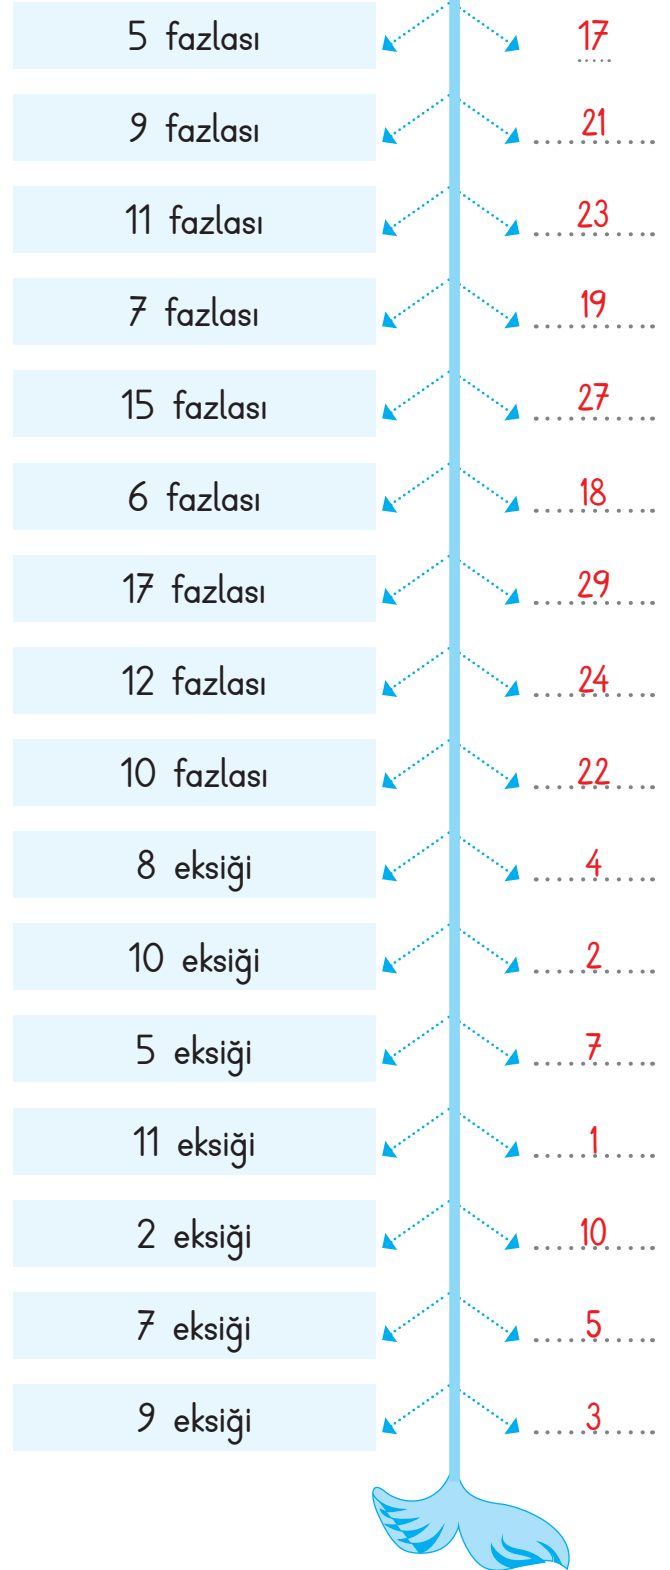 5 fazlası 17
9 fazlası 21
11 fazlası 23
7 fazlası 19
15 fazlası 27
6 fazlası 18
17 fazlası 29
12 fazlası 24
10 fazlası 22
8 eksiği 4
10 eksiği 2
5 eksiği 7
11 eksiği 1
2 eksiği 10
7 eksiği 5
9 eksiği 3